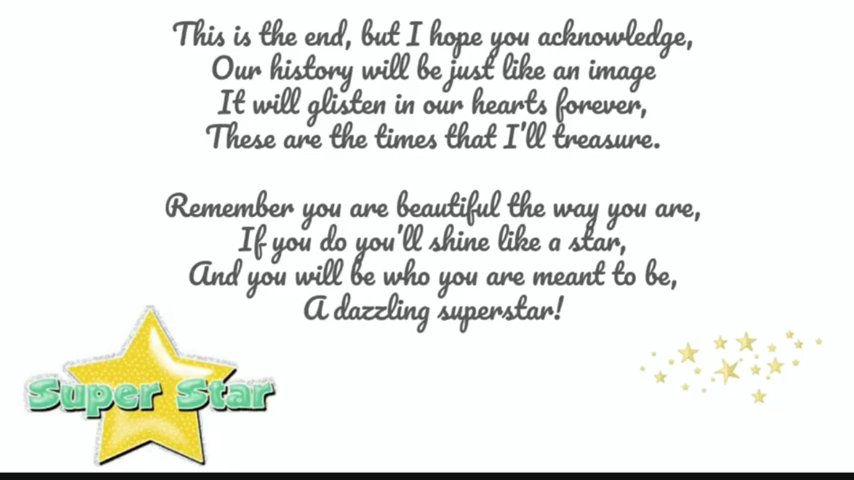 This is the end, but I hope you acknowledge,
Our history will be just like an image
It will glisten in our hearts forever,
These are the times that I'll treasure.
Remember you are beautiful the way you are,
If you do you'll shine like a star,
And you will be who you are meant to be,
A dazzling superstar!
Super Star